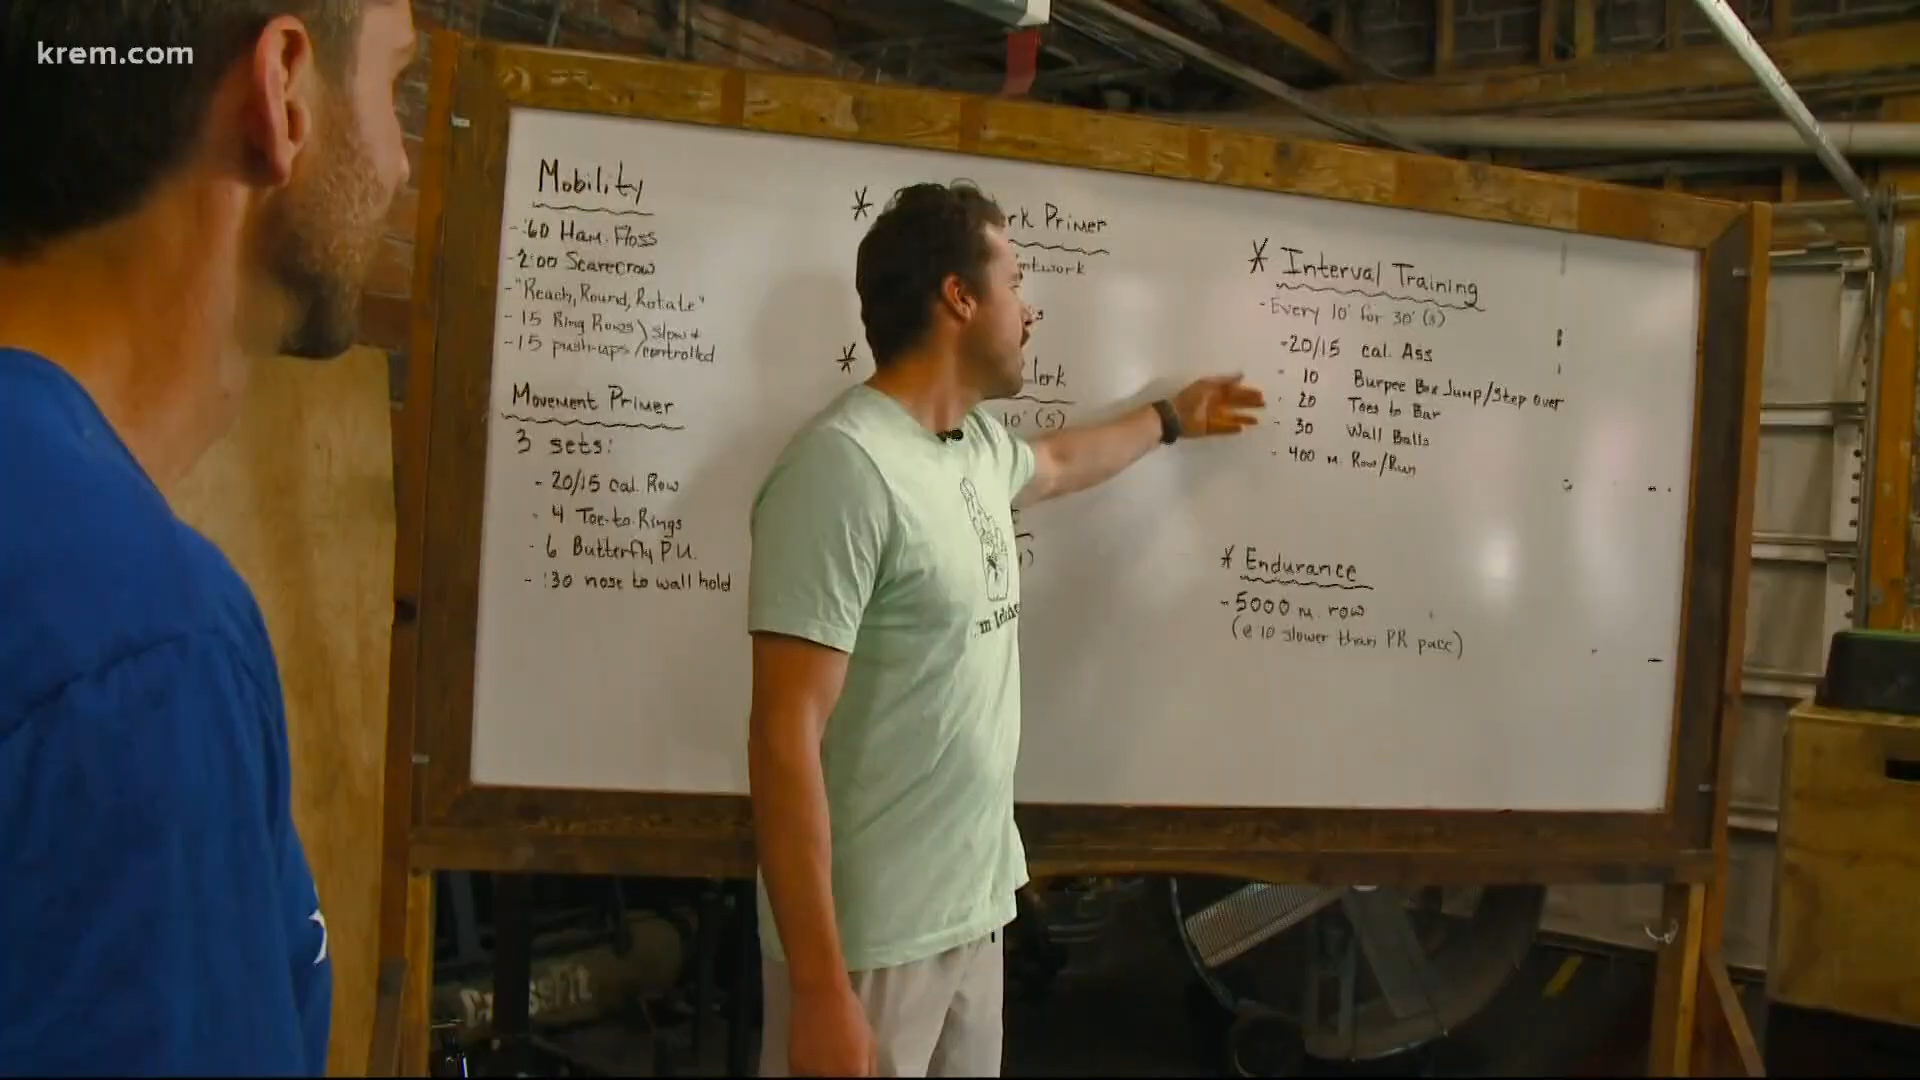 krem.com
Mobility
- :60 Ham. Floss
- 2:00 Scarecrow
- "Reach, Round, Rotate"
- 15 Ring Rows \ slow +
- 15 push-ups / controlled
Movement Primer
3 sets:
- 20/15 cal. Row
- 4 Toe-to-Rings
- 6 Butterfly P.U.
- :30 nose to wall hold
* rk Primer
ntwork
s
* lerk
10' (5)
* Interval Training
- Every 10' for 30' (3)
- 20/15 cal. Ass
- 10 Burpee Box Jump/Step over
- 20 Toes to Bar
- 30 Wall Balls
- 400 m. Row/Run
* Endurance
- 5000 m. row
(@ 10 slower than PR pace)
CROSSFIT